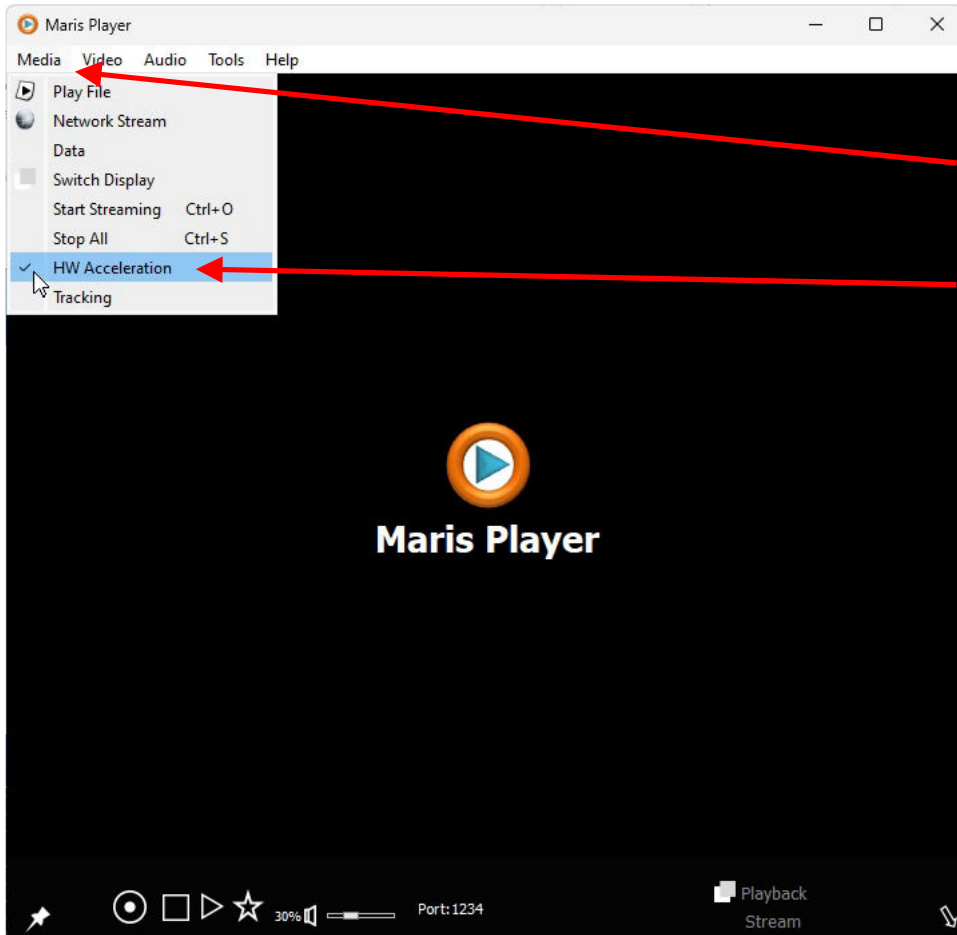 Maris Player
Media Video Audio Tools Help
Play File
Network Stream
Data
Switch Display
Start Streaming Ctrl+O
Stop All Ctrl+S
HW Acceleration
Tracking
Maris Player
30% Port:1234
Playback
Stream